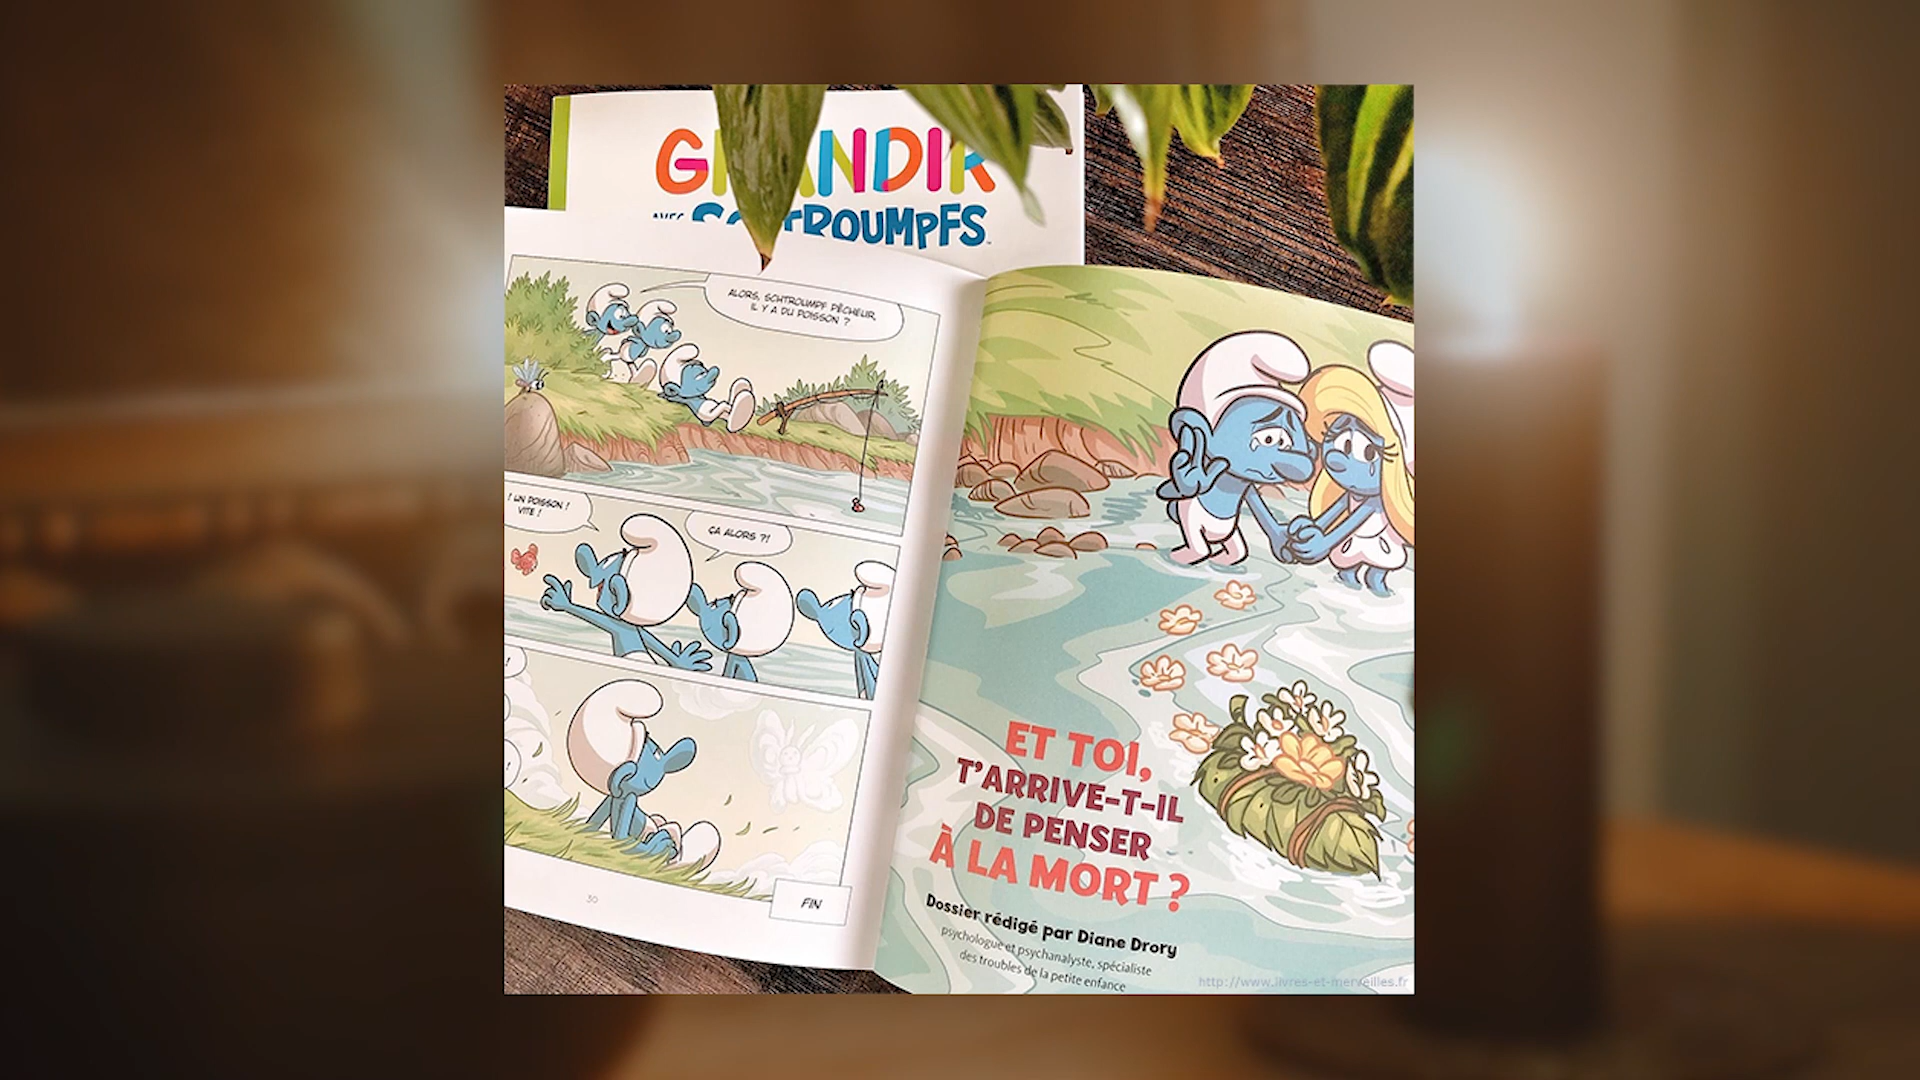 GRANDIR
AVEC SCHTROUMPFS
ALORS, SCHTROUMPF PÊCHEUR,
IL Y A DU POISSON ?
! UN POISSON !
VITE !
ÇA ALORS ?!
!
!
30
FIN
ET TOI,
T'ARRIVE-T-IL
DE PENSER
À LA MORT ?
Dossier rédigé par Diane Drory
psychologue et psychanalyste, spécialiste
des troubles de la petite enfance
http://www.livres-et-merveilles.fr